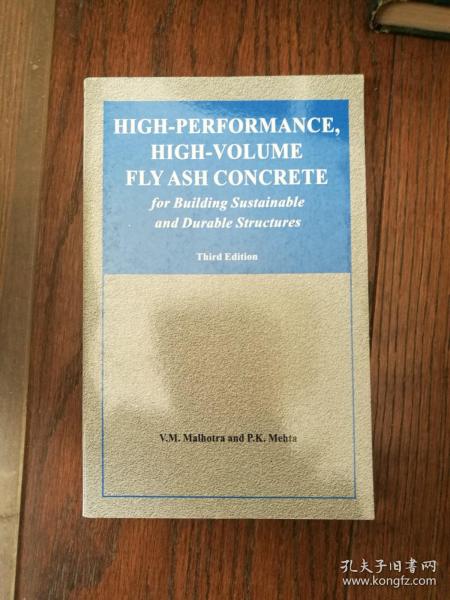 HIGH-PERFORMANCE,
HIGH-VOLUME
FLY ASH CONCRETE
for Building Sustainable
and Durable Structures
Third Edition
V.M. Malhotra and P.K. Mehta
孔夫子旧书网
www.kongfz.com